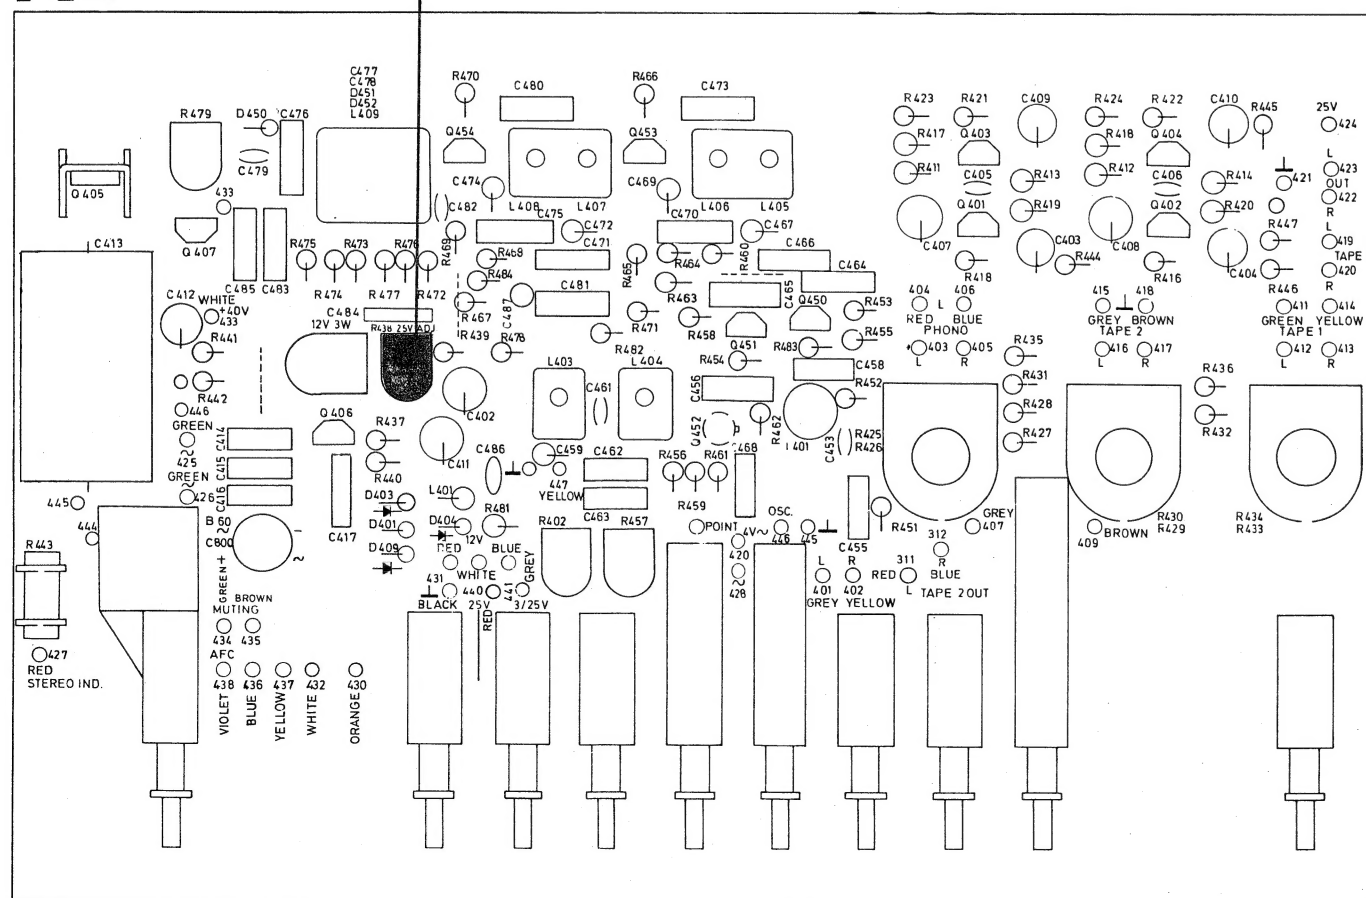 C477
C478
D451
D452
L409
R470
C480
R466
C473
R423
R421
C409
R424
R422
C410
R445
25V
424
R479
D450
C476
Q454
Q453
R417
Q403
R418
Q404
L
423
OUT
422
R
Q405
C479
R411
C405
R413
R412
C406
R414
421
433
C474
C469
L408
L407
L406
L405
R419
Q401
Q402
R420
R447
C482
C475
C472
C470
C467
C407
C403
C408
L
419
TAPE
420
R
Q407
C413
R475
R473
R476
R469
R468
C471
R465
R464
R460
C466
C464
R444
R418
R416
C404
R446
C485
C483
R474
R477
R472
R484
C481
R463
C465
Q450
R453
404
L
406
415
418
411
414
C412
WHITE
+40V
433
C484
12V 3W
R438 25V ADJ
R467
R439
C487
R471
R458
R455
RED
BLUE
PHONO
GREY
BROWN
TAPE 2
GREEN
YELLOW
TAPE 1
R441
R478
R482
Q451
R454
R483
C458
403
405
L
R
416
417
L
R
412
413
L
R
R435
R442
446
L403
L404
C461
C456
R452
R431
R436
GREEN
Q406
C402
Q452
R462
L401
C453
R425
R426
R428
R432
425
GREEN
426
C414
C415
C416
R437
R440
C411
C486
C459
447
YELLOW
C462
C463
R456
R461
R459
C468
R427
445
444
B 60
C800
C417
D403
D401
D409
L401
D404
R481
12V
R402
R457
POINT
4V~
OSC.
446
445
C455
R451
312
GREY
407
409
BROWN
R430
R429
R434
R433
R443
GREEN
+
RED
BLUE
GREY
420
428
L
R
401
402
GREY YELLOW
RED
311
L
R
BLUE
TAPE 2 OUT
431
WHITE
440
441
BLACK
25V
RED
3/25V
BROWN
MUTING
434
435
427
RED
STEREO IND.
AFC
438
436
437
432
430
VIOLET
BLUE
YELLOW
WHITE
ORANGE